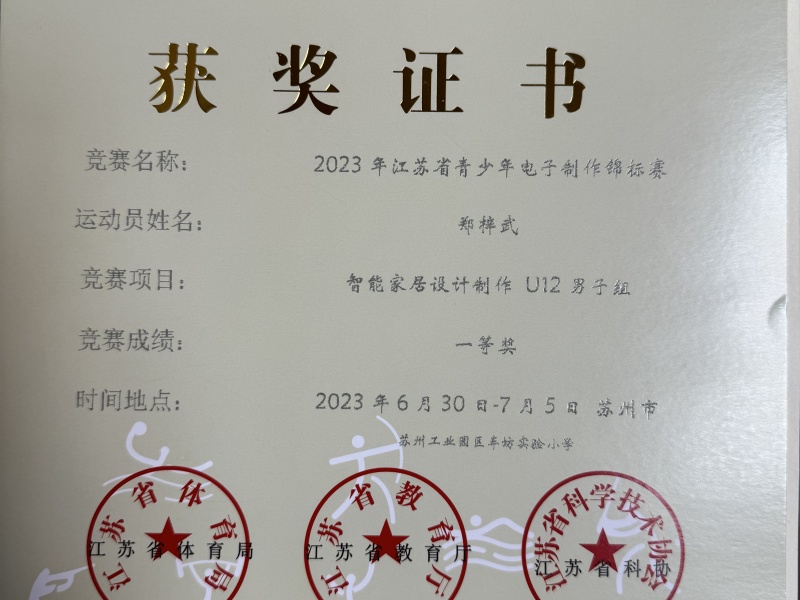 获奖证书
竞赛名称： 2023年江苏省青少年电子制作锦标赛
运动员姓名： 郑梓武
竞赛项目： 智能家居设计制作 U12男子组
竞赛成绩： 一等奖
时间地点： 2023年6月30日-7月5日 苏州市
苏州工业园区车坊实验小学
江苏省体育局 江苏省教育厅 江苏省科学技术协会
江苏省体育局 江苏省教育厅 江苏省科协